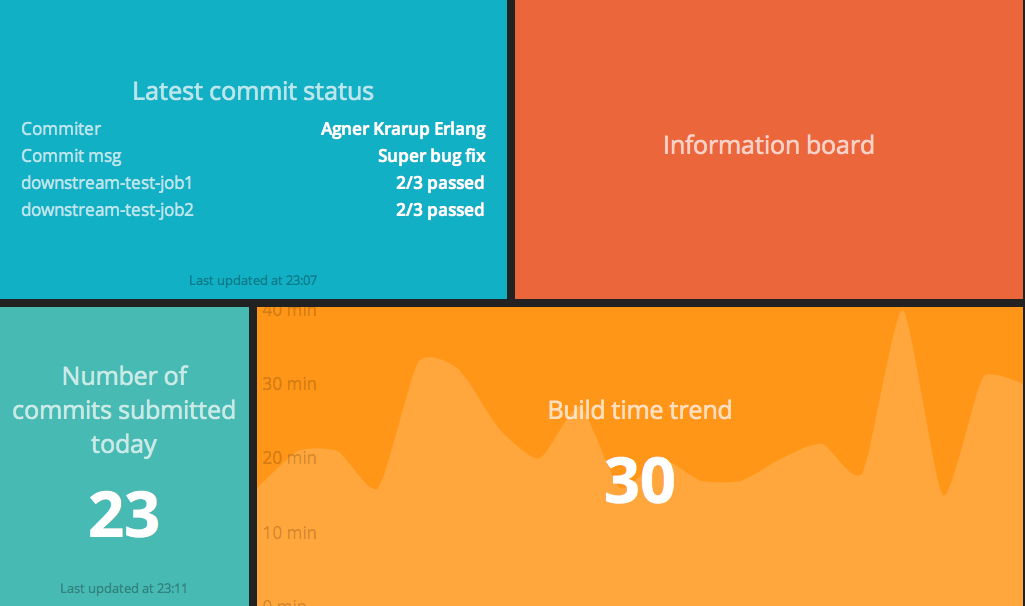 Latest commit status
Commiter Agner Krarup Erlang
Commit msg Super bug fix
downstream-test-job1 2/3 passed
downstream-test-job2 2/3 passed
Last updated at 23:07
Information board
Number of
commits submitted
today
23
Last updated at 23:11
40 min
30 min
20 min
10 min
0 min
Build time trend
30